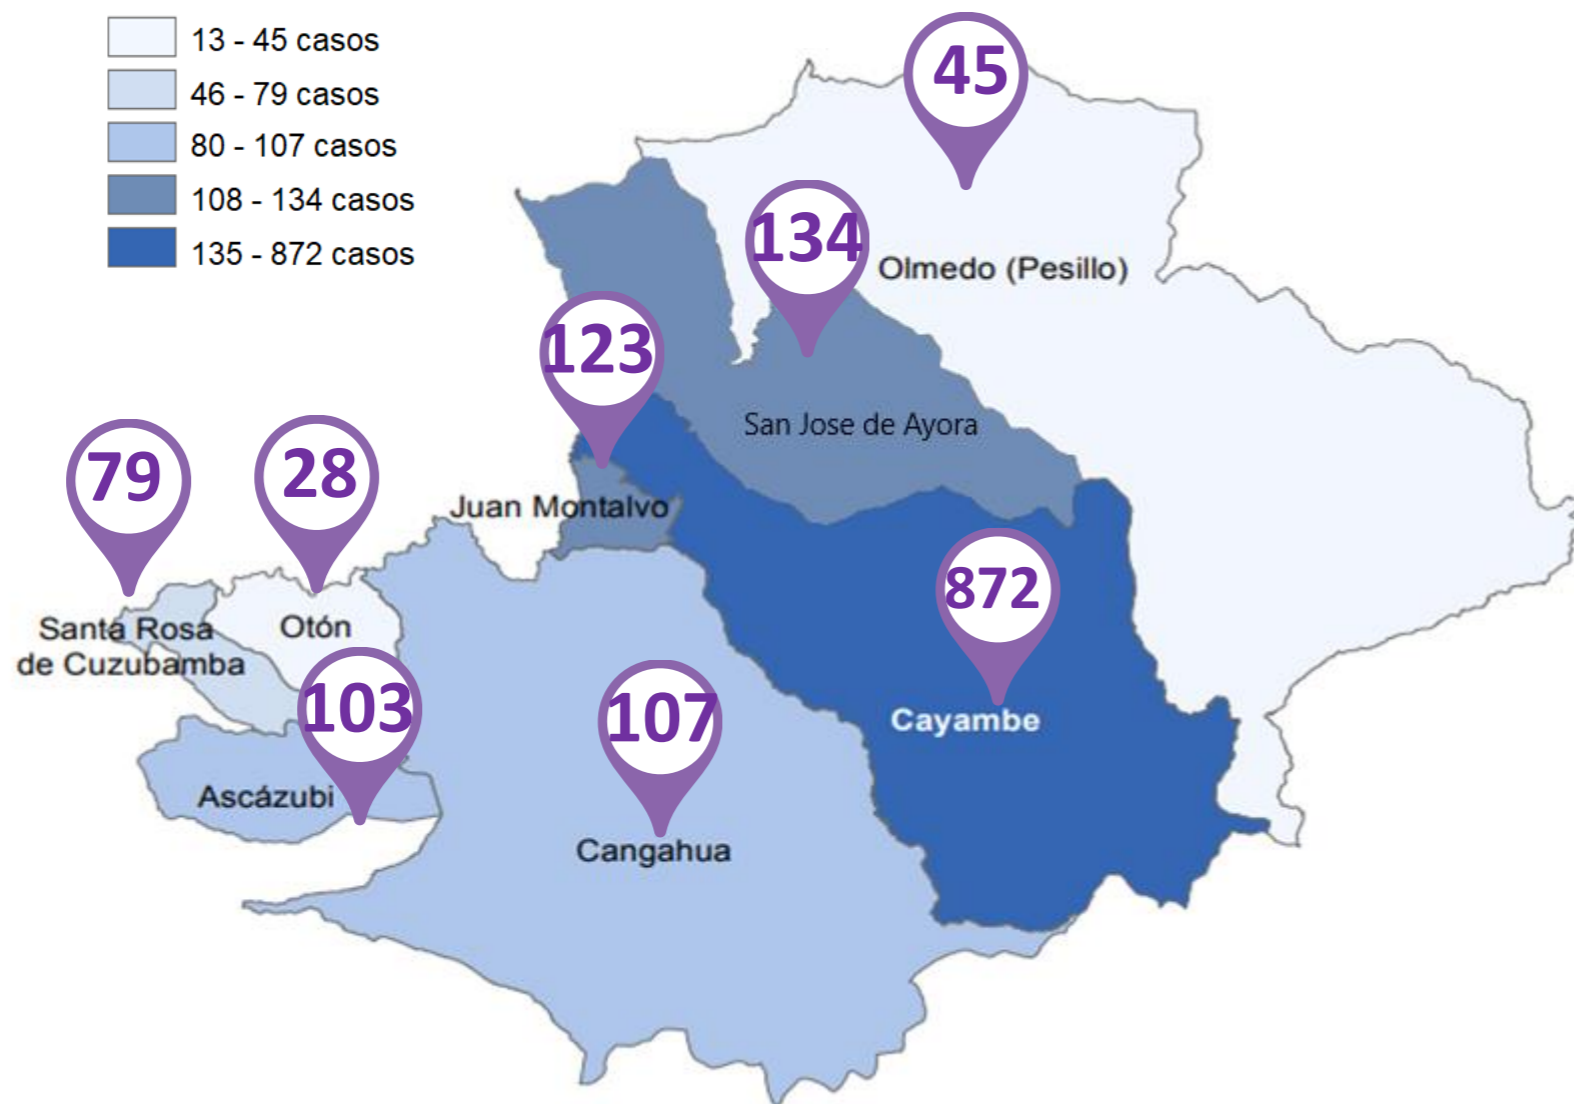 13 - 45 casos
46 - 79 casos
80 - 107 casos
108 - 134 casos
135 - 872 casos
45
134
Olmedo (Pesillo)
123
San Jose de Ayora
79
28
Juan Montalvo
872
Santa Rosa
de Cuzubamba
Otón
103
107
Cayambe
Ascázubi
Cangahua